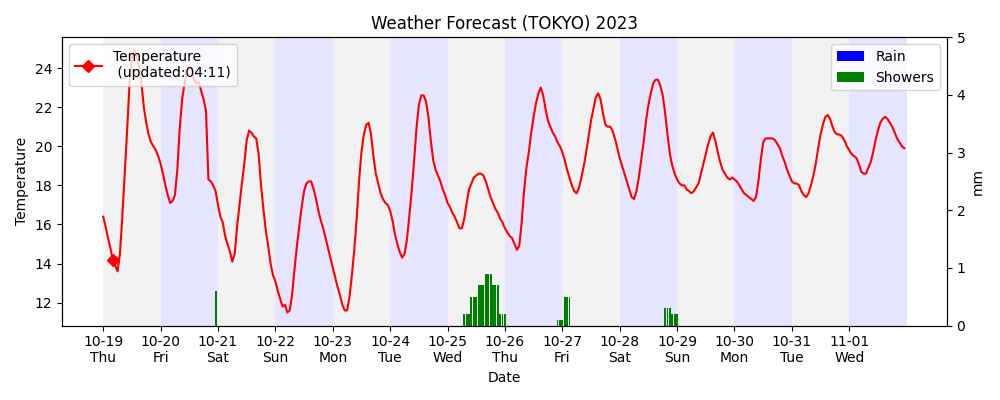 Weather Forecast (TOKYO) 2023
Temperature
(updated:04:11)
Rain
Showers
24
22
20
18
16
14
12
Temperature
5
4
3
2
1
0
mm
10-19 10-20 10-21 10-22 10-23 10-24 10-25 10-26 10-27 10-28 10-29 10-30 10-31 11-01
Thu Fri Sat Sun Mon Tue Wed Thu Fri Sat Sun Mon Tue Wed
Date